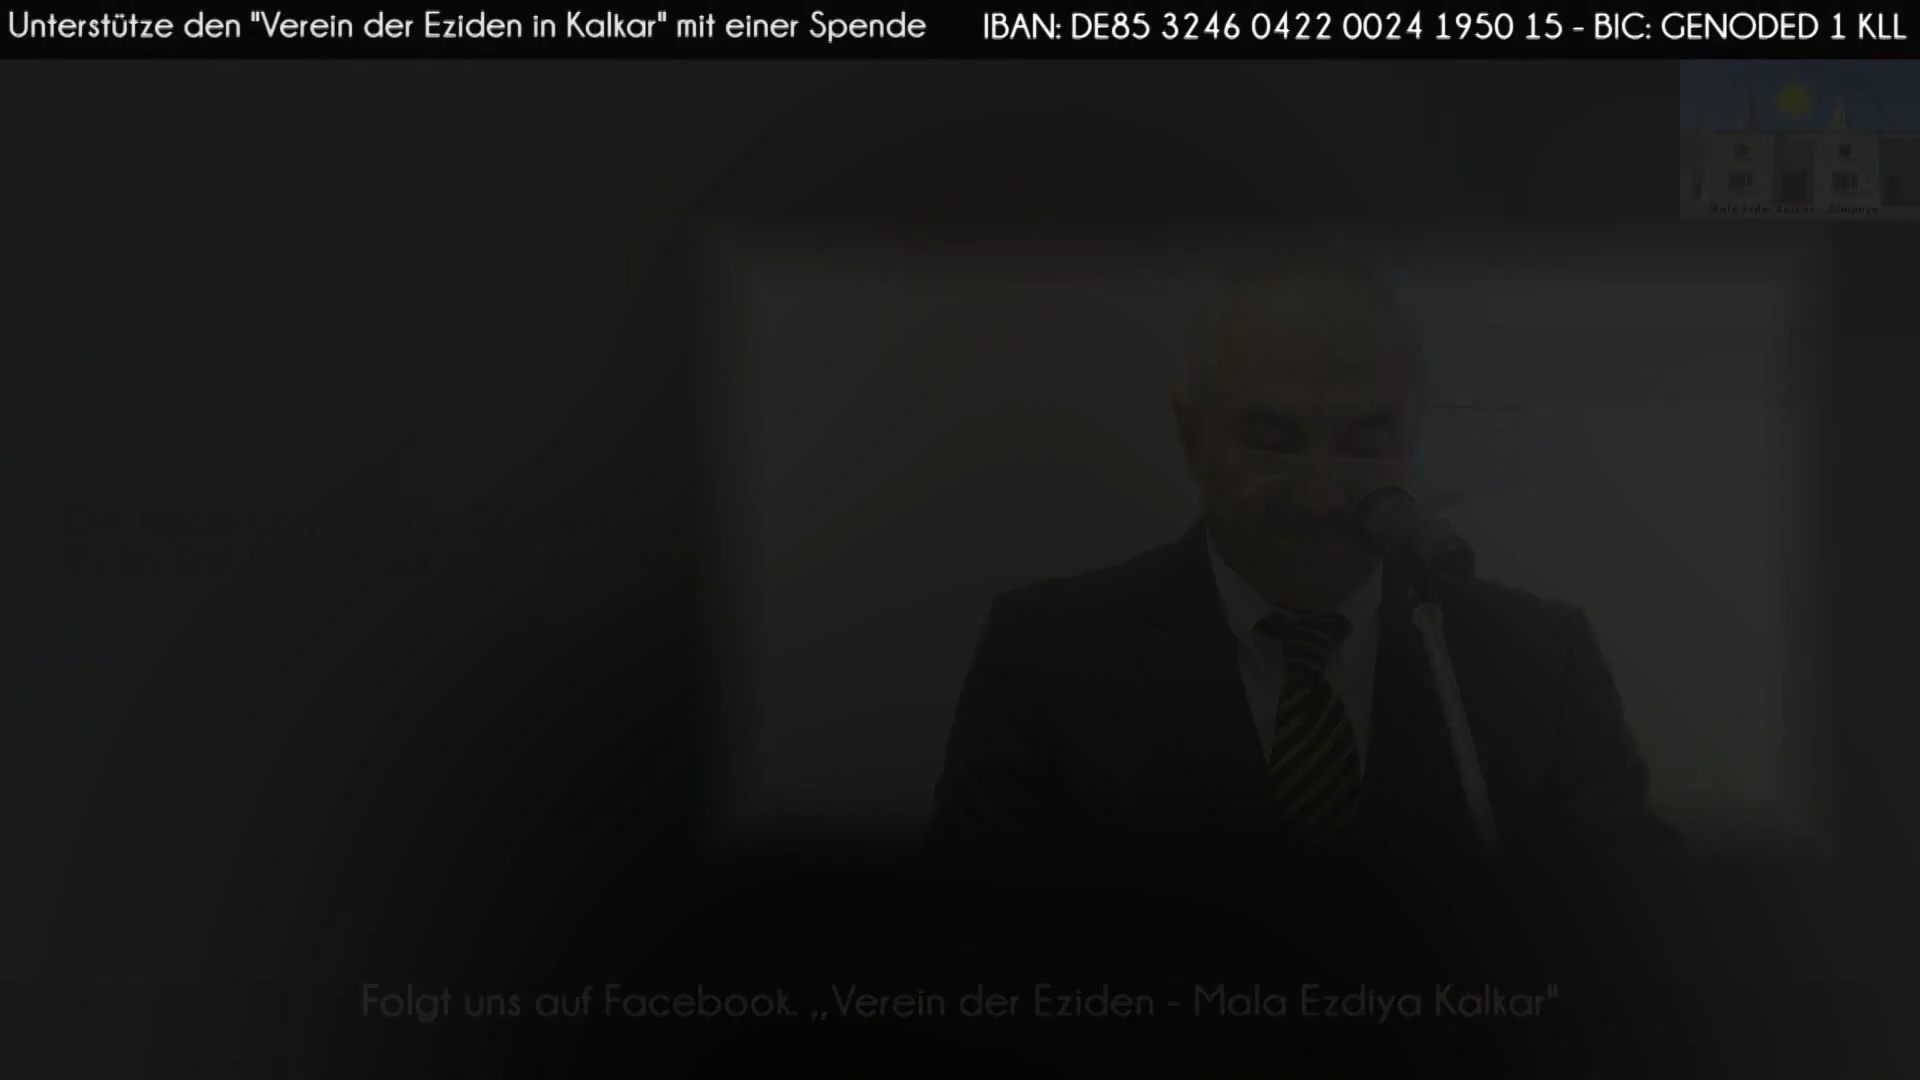 Unterstütze den "Verein der Eziden in Kalkar" mit einer Spende IBAN: DE85 3246 0422 0024 1950 15 - BIC: GENODED 1 KLL
Folgt uns auf Facebook. ,,Verein der Eziden - Mala Ezdiya Kalkar"